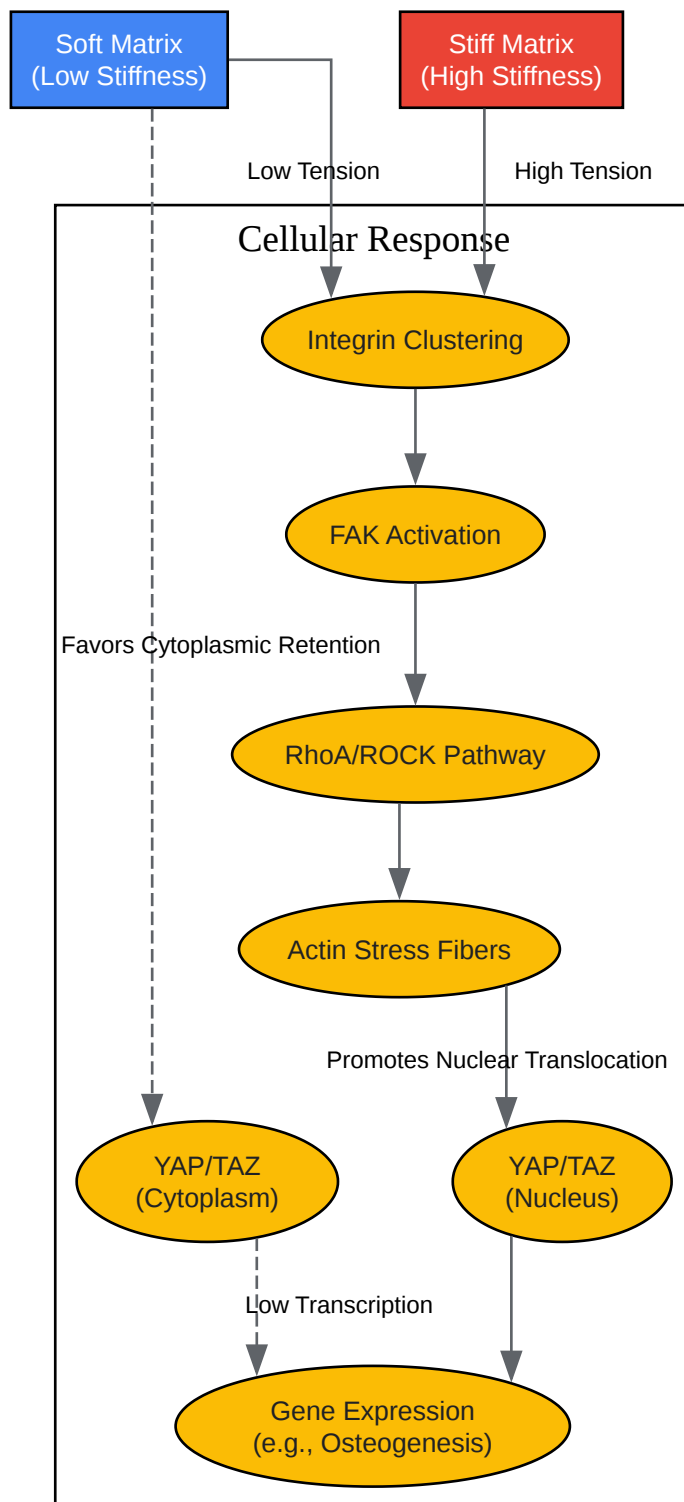 Soft Matrix
(Low Stiffness)
Stiff Matrix
(High Stiffness)
Low Tension
High Tension
Cellular Response
Integrin Clustering
FAK Activation
Favors Cytoplasmic Retention
RhoA/ROCK Pathway
Actin Stress Fibers
Promotes Nuclear Translocation
YAP/TAZ
(Cytoplasm)
YAP/TAZ
(Nucleus)
Low Transcription
Gene Expression
(e.g., Osteogenesis)